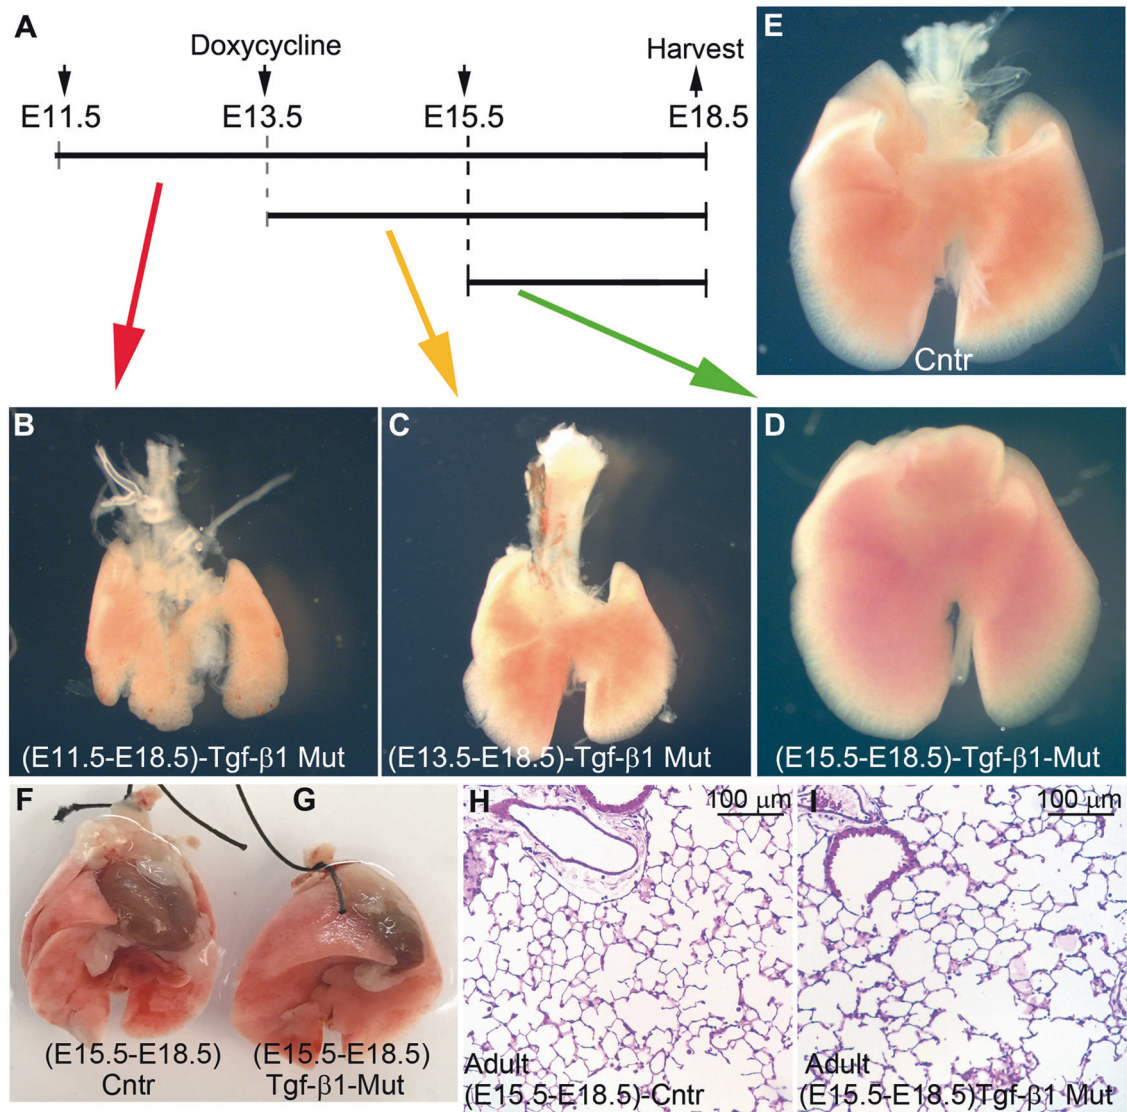 A
Doxycycline
Harvest
E11.5 E13.5 E15.5 E18.5
E
Cntr
B
(E11.5-E18.5)-Tgf-β1 Mut
C
(E13.5-E18.5)-Tgf-β1 Mut
D
(E15.5-E18.5)-Tgf-β1-Mut
F
(E15.5-E18.5)
Cntr
G
(E15.5-E18.5)
Tgf-β1-Mut
H
100 μm
Adult
(E15.5-E18.5)-Cntr
I
100 μm
Adult
(E15.5-E18.5)Tgf-β1 Mut